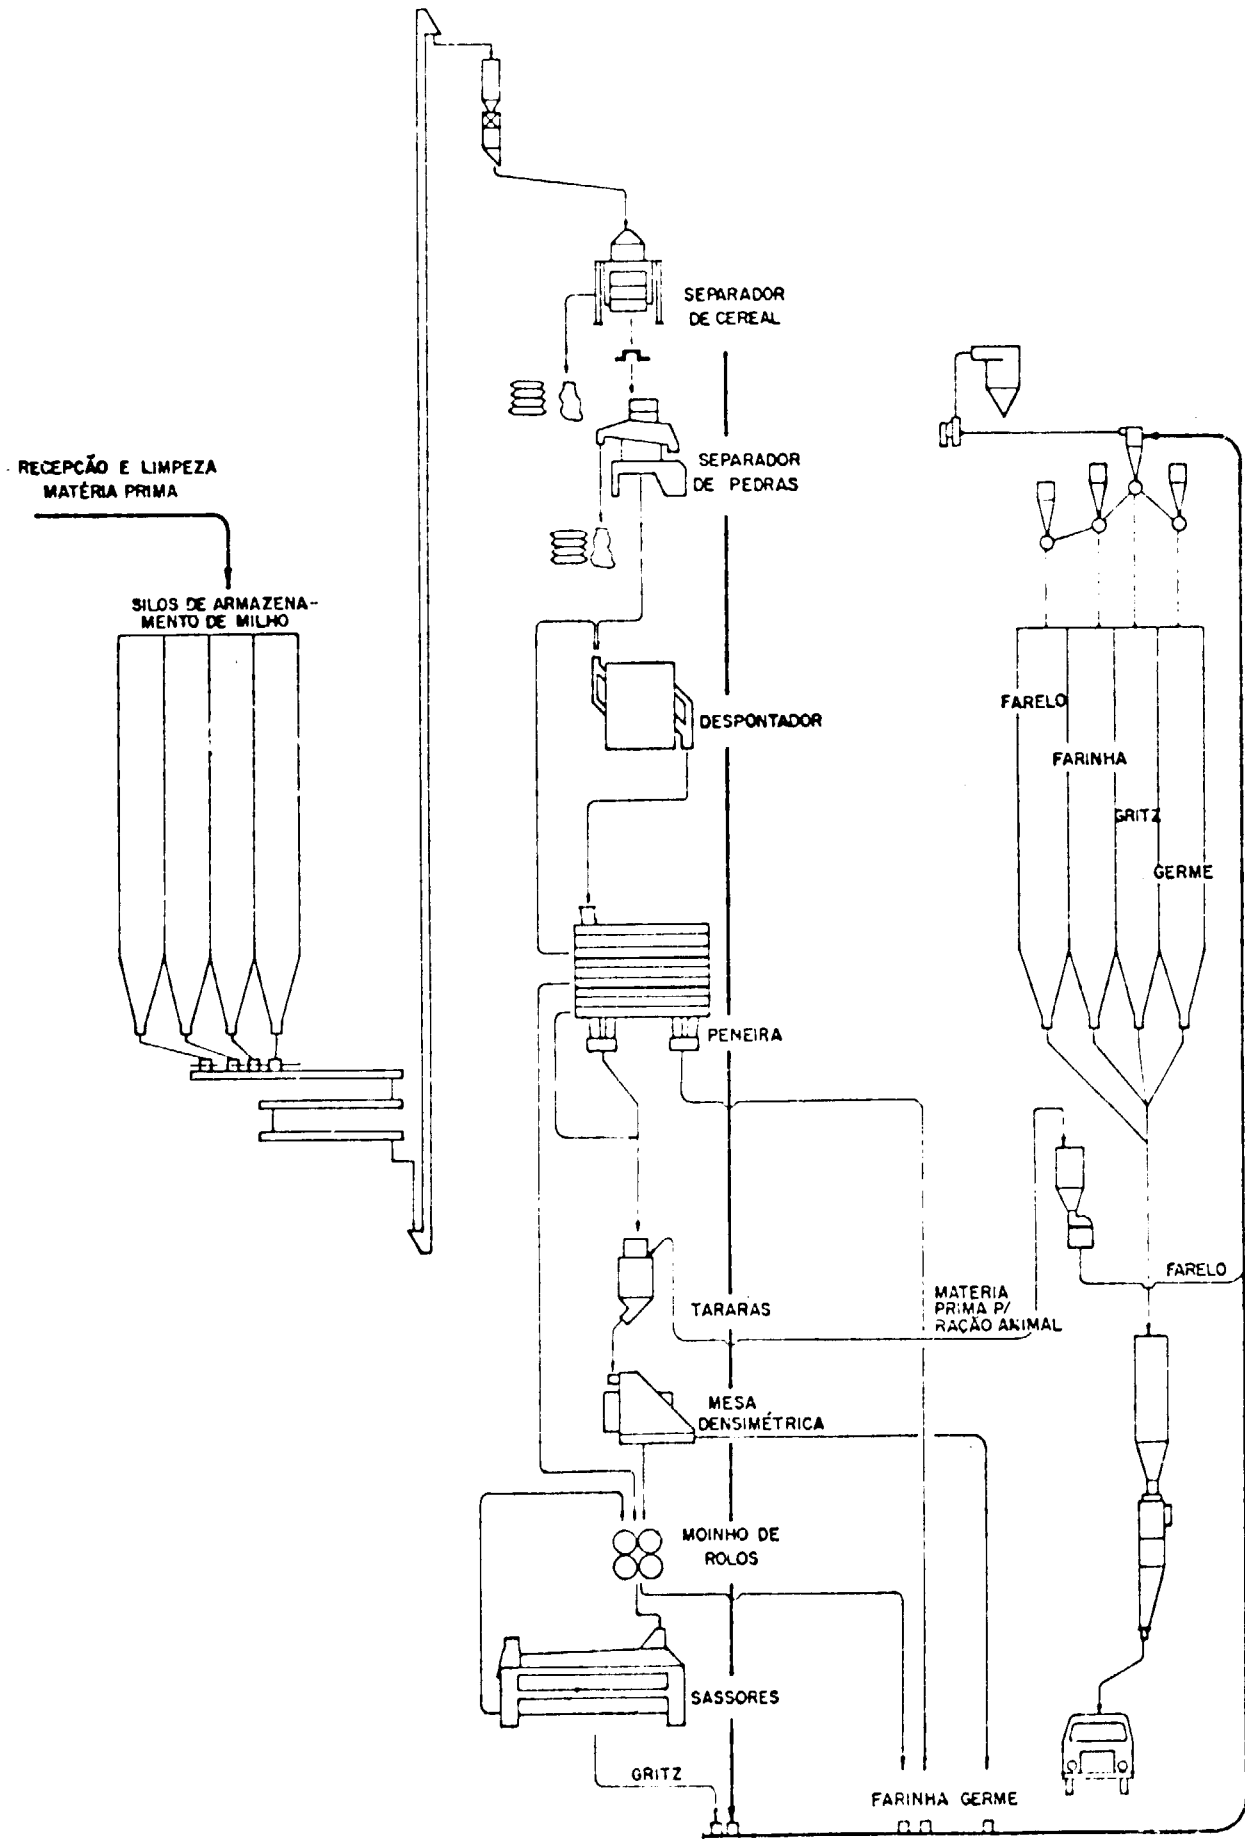 SEPARADOR
DE CEREAL
SEPARADOR
DE PEDRAS
RECEPCÃO E LIMPEZA
MATÉRIA PRIMA
SILOS DE ARMAZENA-
MENTO DE MILHO
DESPONTADOR
FARELO
FARINHA
GRITZ
GERME
PENEIRA
FARELO
TARARAS
MATERIA
PRIMA P/
RAÇÃO ANIMAL
MESA
DENSIMÉTRICA
MOINHO DE
ROLOS
SASSORES
GRITZ
FARINHA GERME